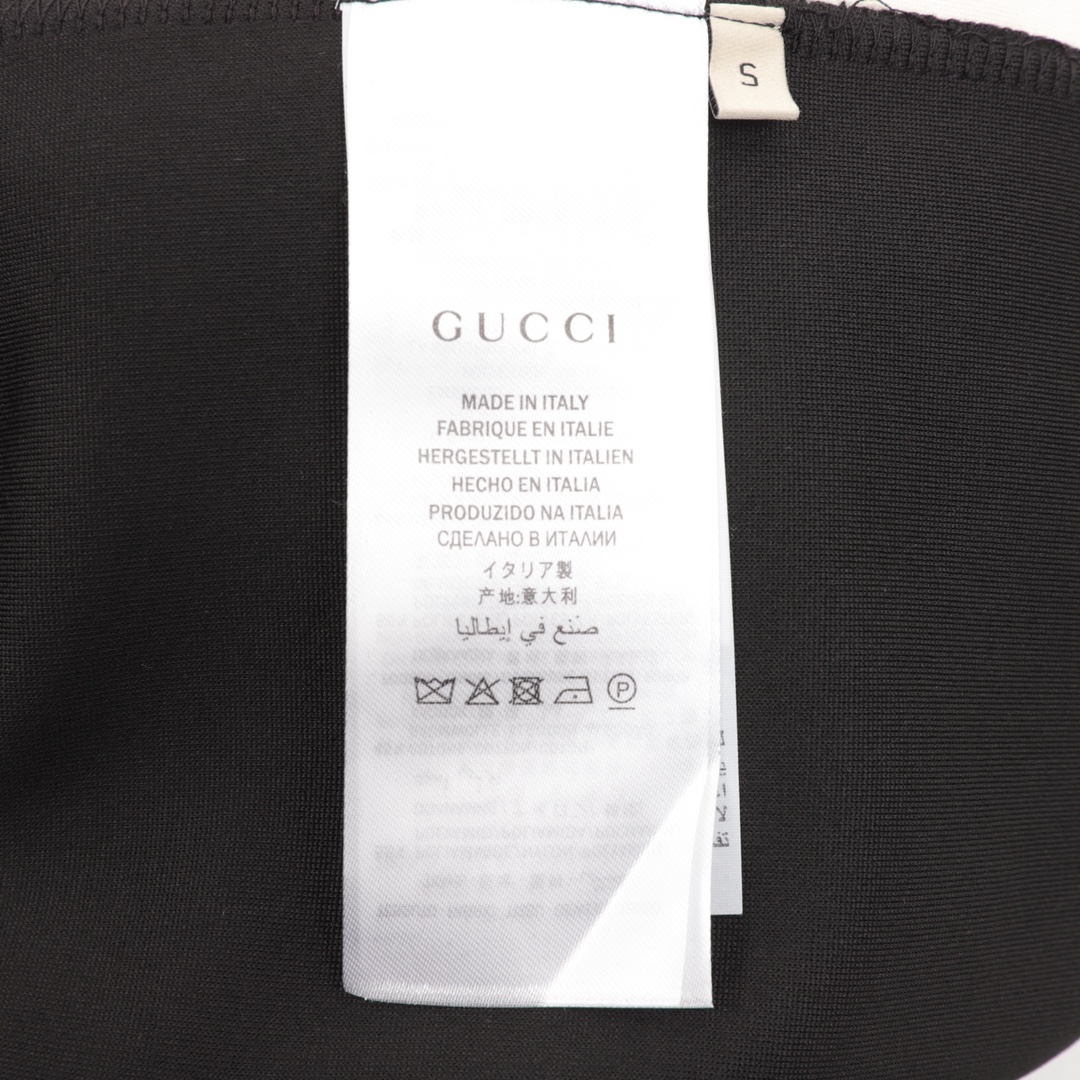 S
GUCCI
MADE IN ITALY
FABRIQUE EN ITALIE
HERGESTELLT IN ITALIEN
HECHO EN ITALIA
PRODUZIDO NA ITALIA
СДЕЛАНО В ИТАЛИИ
イタリア製
产地:意大利
صنع في إيطاليا
P